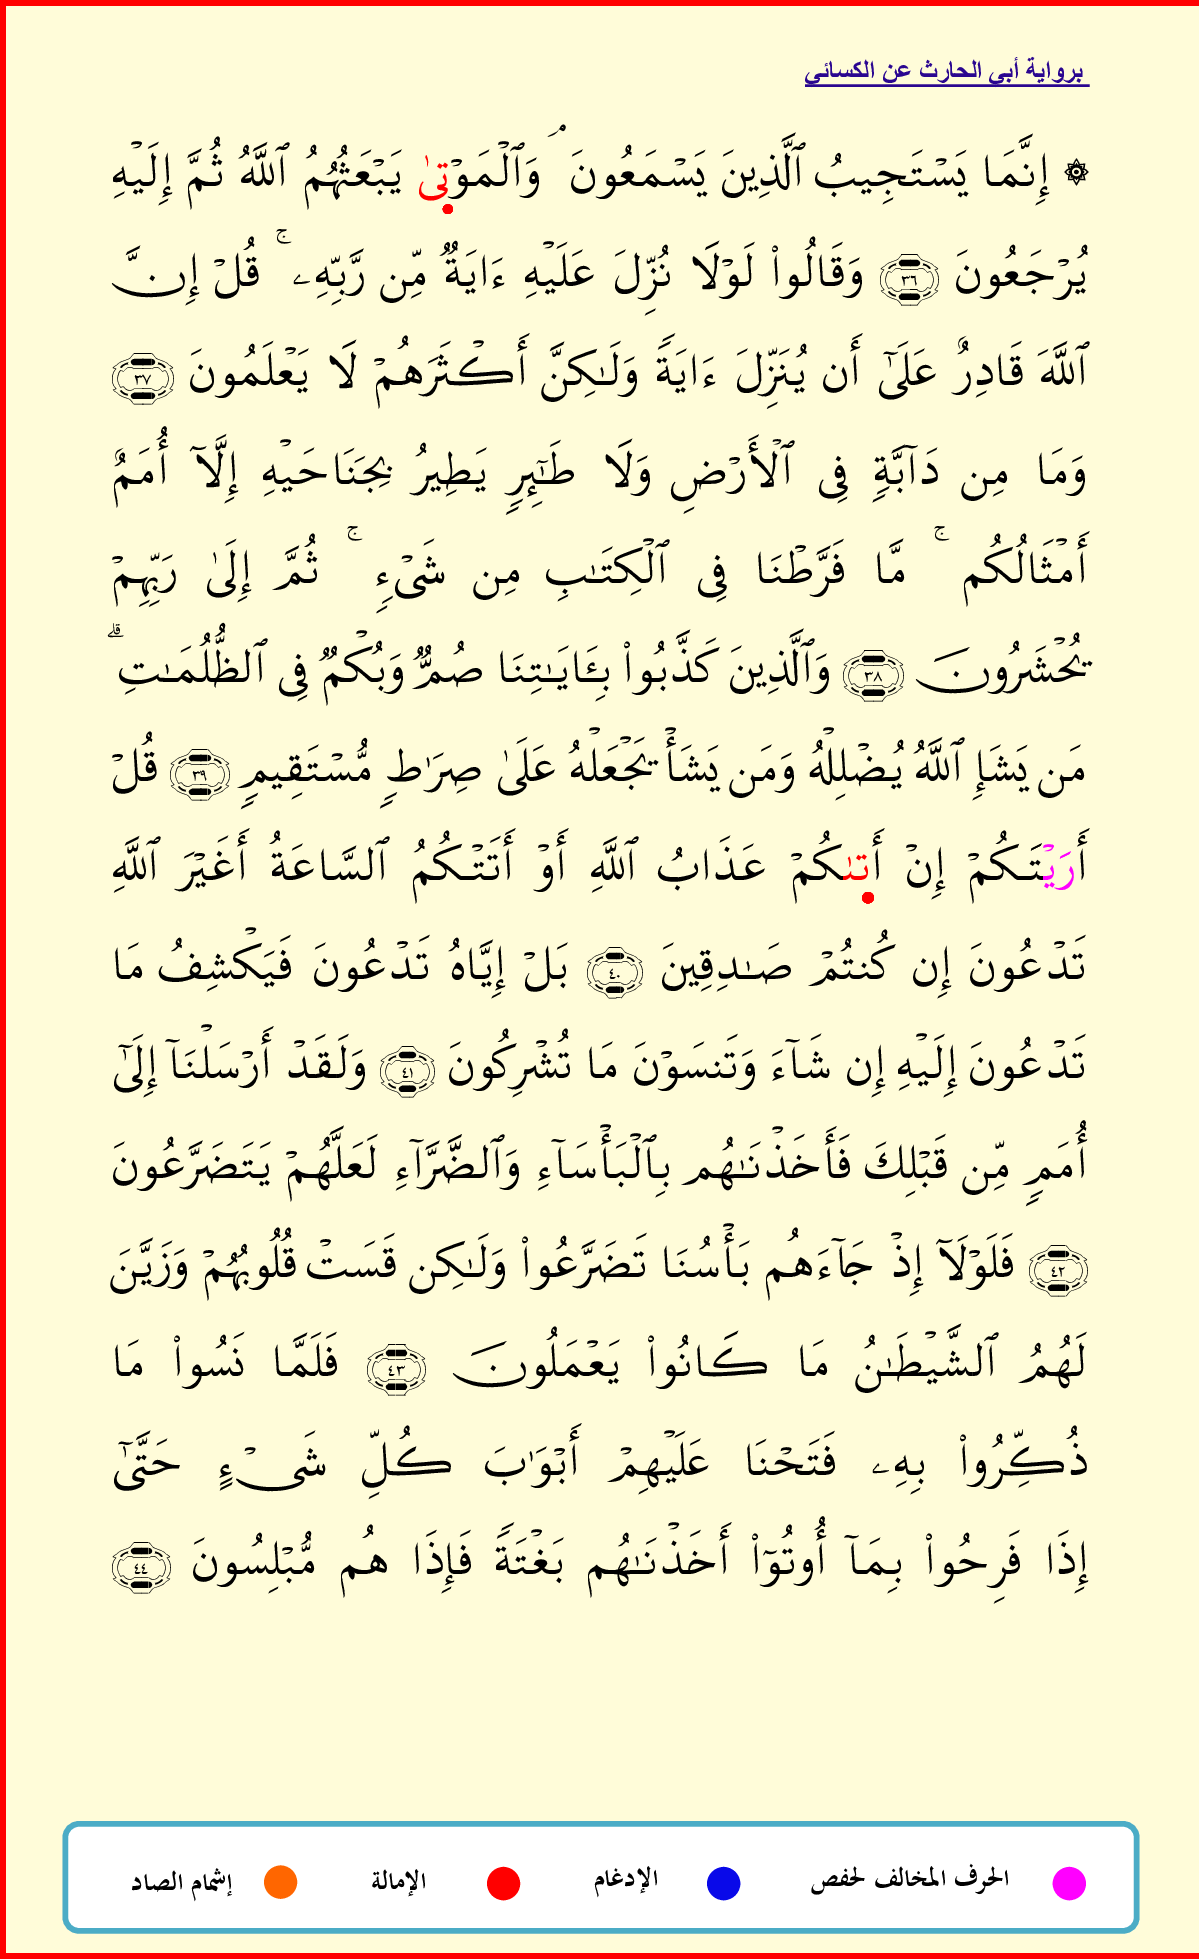 برواية أبي الحارث عن الكسائي
۞ إِنَّمَا يَسۡتَجِيبُ ٱلَّذِينَ يَسۡمَعُونَۘ وَٱلۡمَوۡتىٰ يَبۡعَثُهُمُ ٱللَّهُ ثُمَّ إِلَيۡهِ
يُرۡجَعُونَ ٣٦ وَقَالُواْ لَوۡلَا نُزِّلَ عَلَيۡهِ ءَايَةٞ مِّن رَّبِّهِۦۚ قُلۡ إِنَّ
ٱللَّهَ قَادِرٌ عَلَىٰٓ أَن يُنَزِّلَ ءَايَةٗ وَلَٰكِنَّ أَكۡثَرَهُمۡ لَا يَعۡلَمُونَ ٣٧
وَمَا مِن دَآبَّةٖ فِي ٱلۡأَرۡضِ وَلَا طَٰٓئِرٖ يَطِيرُ بِجَنَاحَيۡهِ إِلَّآ أُمَمٌ
أَمۡثَالُكُمۚ مَّا فَرَّطۡنَا فِي ٱلۡكِتَٰبِ مِن شَيۡءٖۚ ثُمَّ إِلَىٰ رَبِّهِمۡ
يُحۡشَرُونَ ٣٨ وَٱلَّذِينَ كَذَّبُواْ بِـَٔايَٰتِنَا صُمّٞ وَبُكۡمٞ فِي ٱلظُّلُمَٰتِۗ
مَن يَشَإِ ٱللَّهُ يُضۡلِلۡهُ وَمَن يَشَأۡ يَجۡعَلۡهُ عَلَىٰ صِرَٰطٖ مُّسۡتَقِيمٖ ٣٩ قُلۡ
أَرَيۡتَكُمۡ إِنۡ أَتىٰكُمۡ عَذَابُ ٱللَّهِ أَوۡ أَتَتۡكُمُ ٱلسَّاعَةُ أَغَيۡرَ ٱللَّهِ
تَدۡعُونَ إِن كُنتُمۡ صَٰدِقِينَ ٤٠ بَلۡ إِيَّاهُ تَدۡعُونَ فَيَكۡشِفُ مَا
تَدۡعُونَ إِلَيۡهِ إِن شَآءَ وَتَنسَوۡنَ مَا تُشۡرِكُونَ ٤١ وَلَقَدۡ أَرۡسَلۡنَآ إِلَىٰٓ
أُمَمٖ مِّن قَبۡلِكَ فَأَخَذۡنَٰهُم بِٱلۡبَأۡسَآءِ وَٱلضَّرَّآءِ لَعَلَّهُمۡ يَتَضَرَّعُونَ
٤٢ فَلَوۡلَآ إِذۡ جَآءَهُم بَأۡسُنَا تَضَرَّعُواْ وَلَٰكِن قَسَتۡ قُلُوبُهُمۡ وَزَيَّنَ
لَهُمُ ٱلشَّيۡطَٰنُ مَا كَانُواْ يَعۡمَلُونَ ٤٣ فَلَمَّا نَسُواْ مَا
ذُكِّرُواْ بِهِۦ فَتَحۡنَا عَلَيۡهِمۡ أَبۡوَٰبَ كُلِّ شَيۡءٍ حَتَّىٰٓ
إِذَا فَرِحُواْ بِمَآ أُوتُوٓاْ أَخَذۡنَٰهُم بَغۡتَةٗ فَإِذَا هُم مُّبۡلِسُونَ ٤٤
الحرف المخالف لحفص الإدغام الإمالة إشمام الصاد